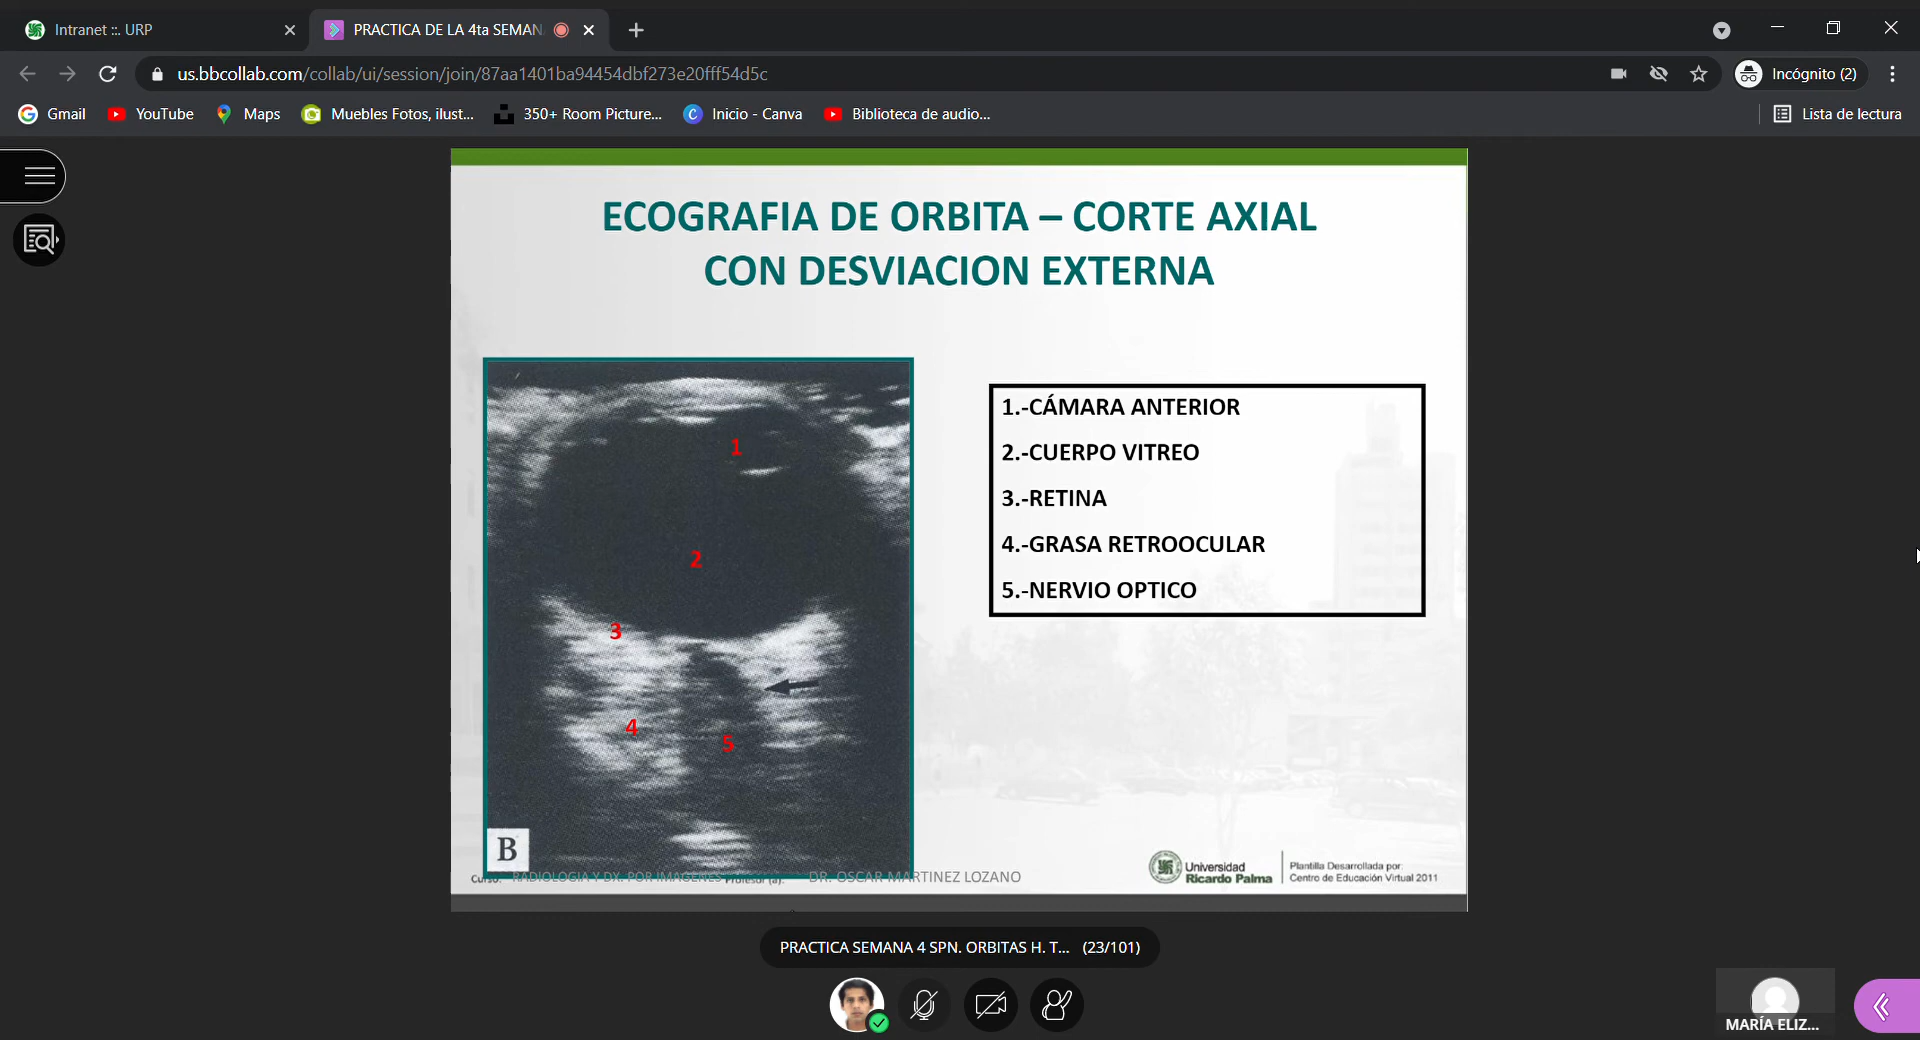 Intranet ::. URP
PRACTICA DE LA 4ta SEMAN
us.bbcollab.com/collab/ui/session/join/87aa1401ba94454dbf273e20fff54d5c
Incógnito (2)
Gmail
YouTube
Maps
Muebles Fotos, ilust...
350+ Room Picture...
Inicio - Canva
Biblioteca de audio...
Lista de lectura
ECOGRAFIA DE ORBITA – CORTE AXIAL
CON DESVIACION EXTERNA
1
2
3
4
5
B
1.-CÁMARA ANTERIOR
2.-CUERPO VITREO
3.-RETINA
4.-GRASA RETROOCULAR
5.-NERVIO OPTICO
Curso: RADIOLOGIA Y DX. POR IMAGENES Profesor (a): DR. OSCAR MARTINEZ LOZANO
Universidad
Ricardo Palma
Plantilla Desarrollada por:
Centro de Educación Virtual 2011
PRACTICA SEMANA 4 SPN. ORBITAS H. T... (23/101)
MARÍA ELIZ...